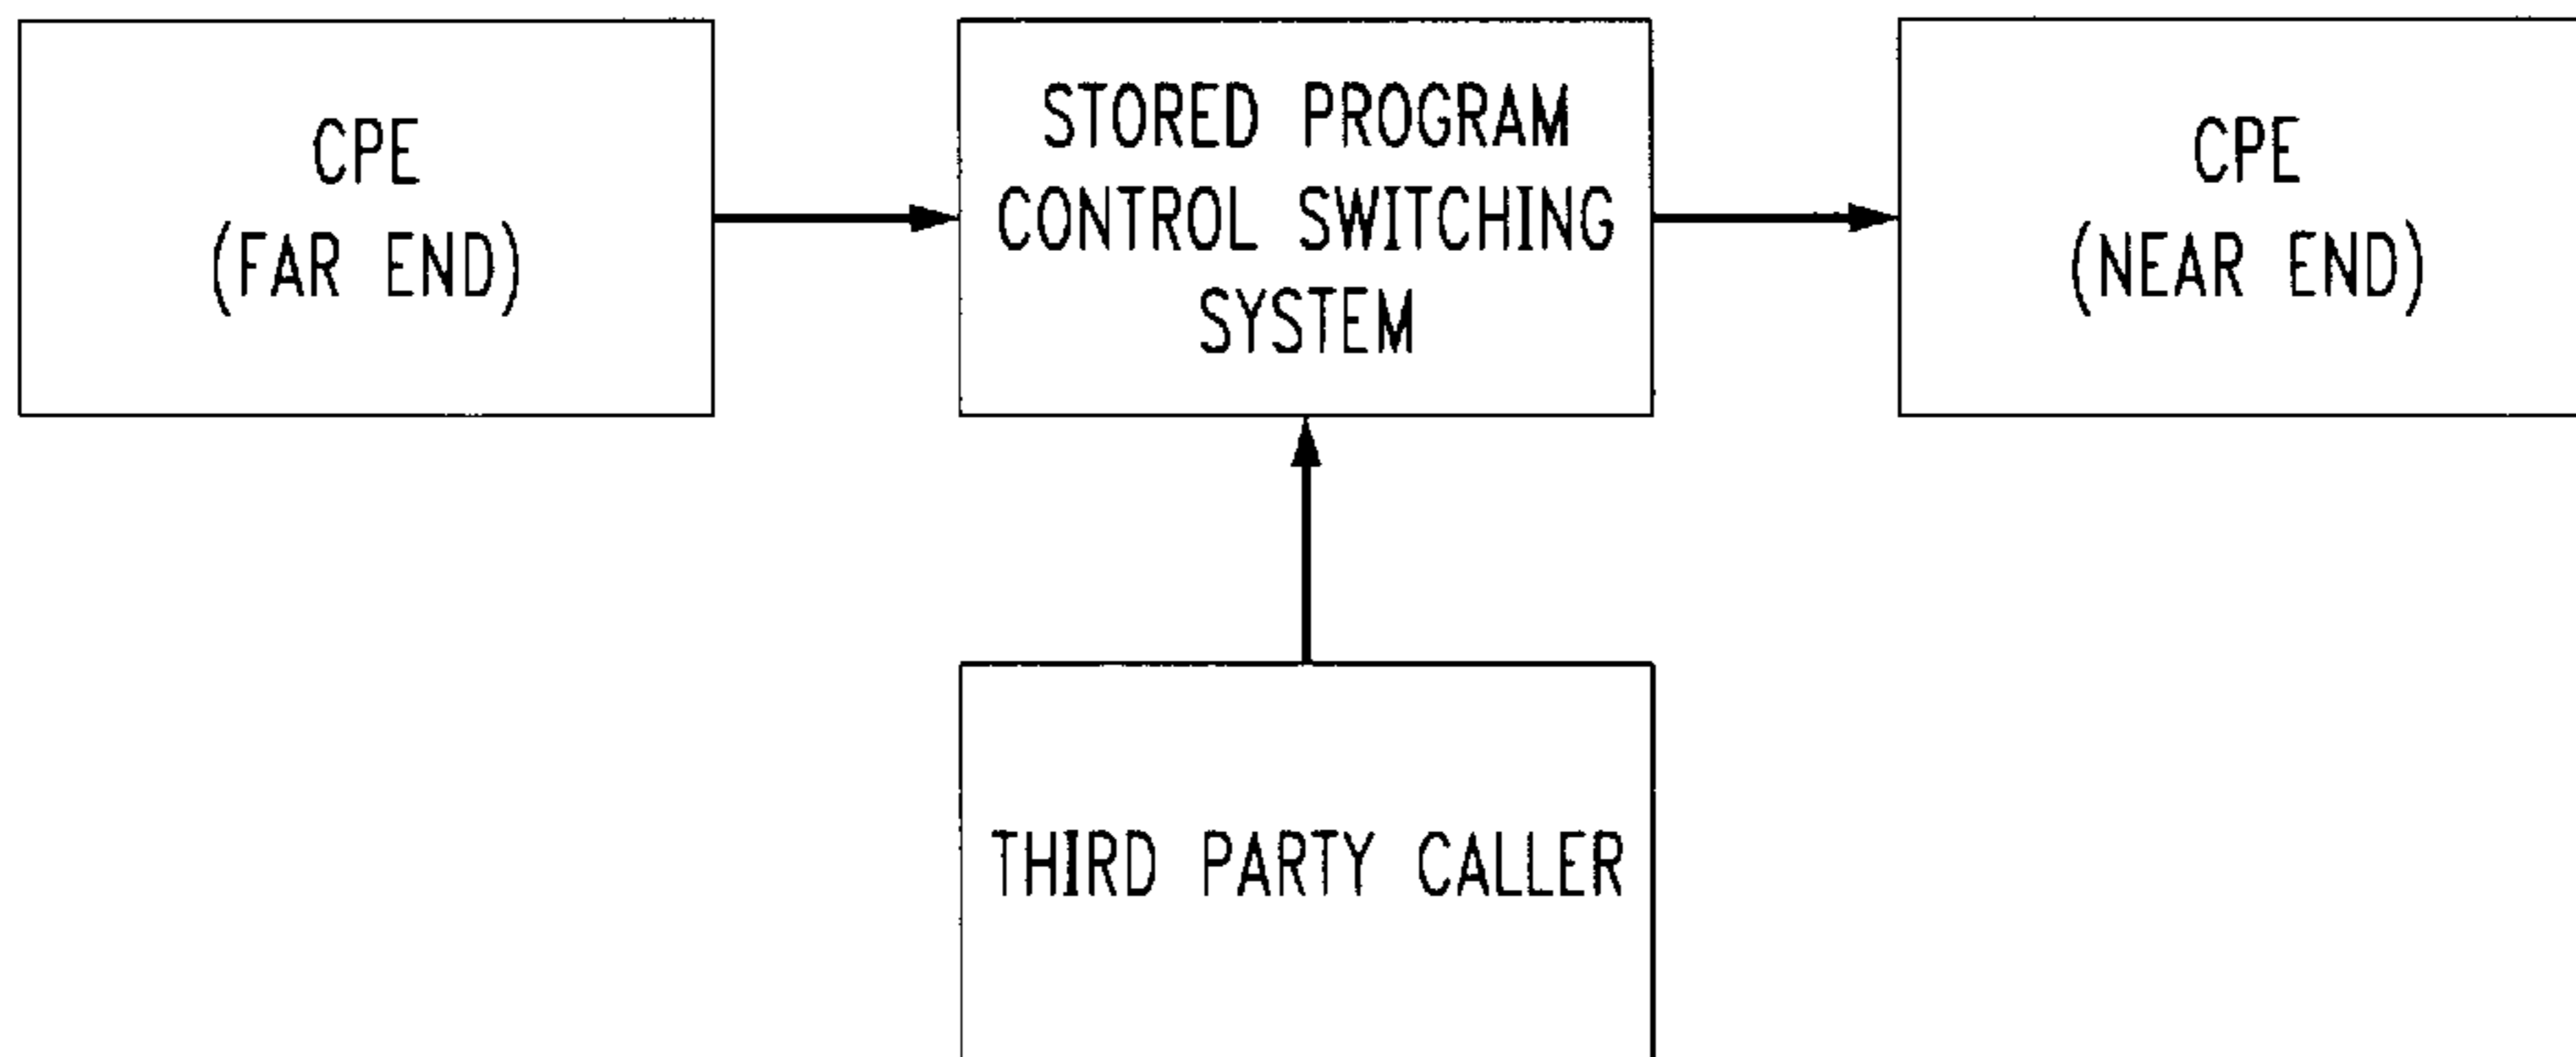 CPE
(FAR END)
STORED PROGRAM
CONTROL SWITCHING
SYSTEM
CPE
(NEAR END)
THIRD PARTY CALLER